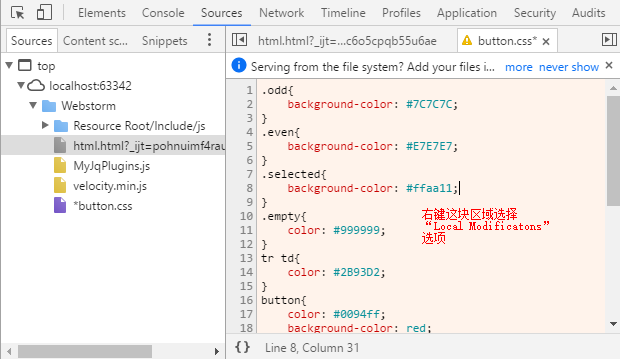 Elements Console Sources Network Timeline Profiles Application Security Audits
Sources Content sc... Snippets
html.html?_ijt=...c6o5cpqb55u6ae button.css*
top
localhost:63342
Webstorm
Resource Root/Include/js
html.html?_ijt=pohnuimf4rau
MyJqPlugins.js
velocity.min.js
*button.css
Serving from the file system? Add your files i... more never show
1 .odd{
2 background-color: #7C7C7C;
3 }
4 .even{
5 background-color: #E7E7E7;
6 }
7 .selected{
8 background-color: #ffaa11;
9 }
10 .empty{
11 color: #999999;
12 }
13 tr td{
14 color: #2B93D2;
15 }
16 button{
17 color: #0094ff;
18 background-color: red;
右键这块区域选择
“Local Modificatons”
选项
{} Line 8, Column 31